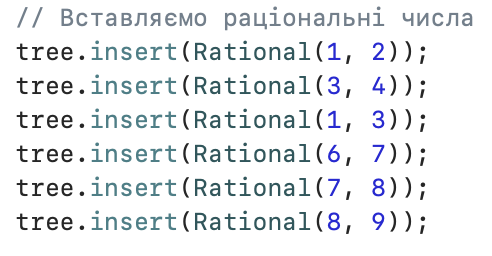 // Вставляємо раціональні числа
tree.insert(Rational(1, 2));
tree.insert(Rational(3, 4));
tree.insert(Rational(1, 3));
tree.insert(Rational(6, 7));
tree.insert(Rational(7, 8));
tree.insert(Rational(8, 9));